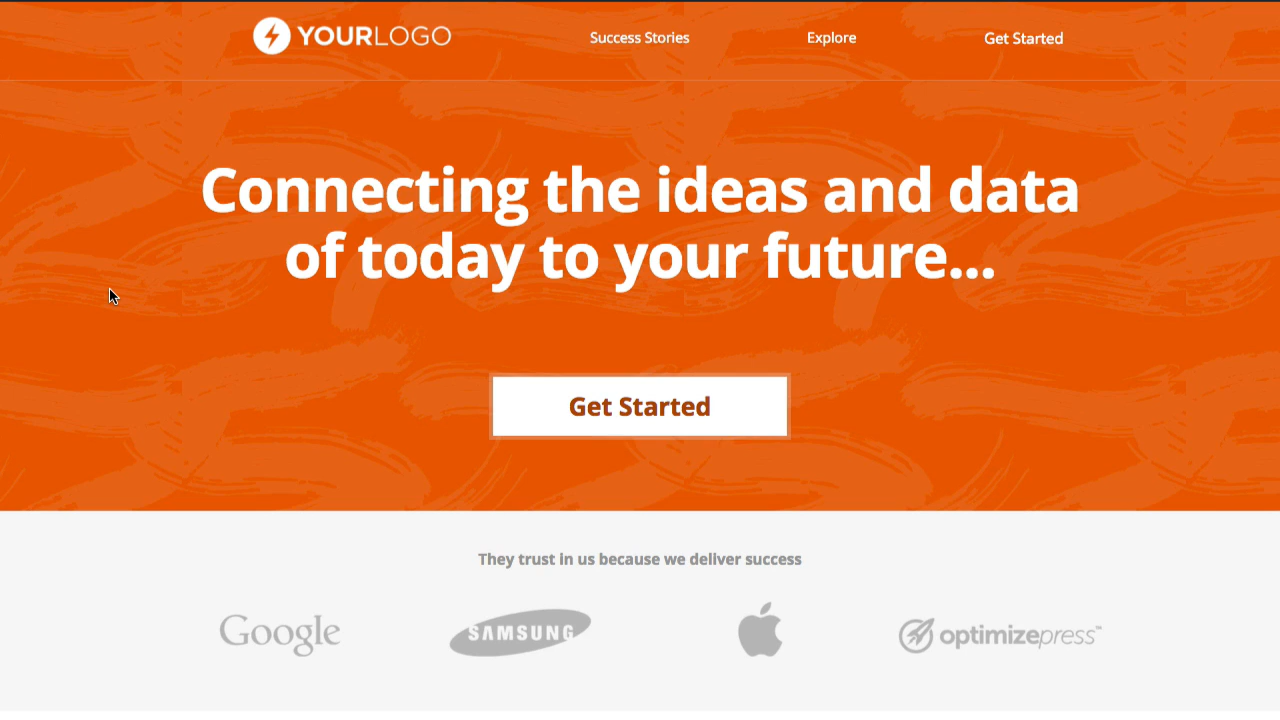 YOURLOGO
Success Stories
Explore
Get Started
Connecting the ideas and data
of today to your future...
Get Started
They trust in us because we deliver success
Google
SAMSUNG
optimizepress™